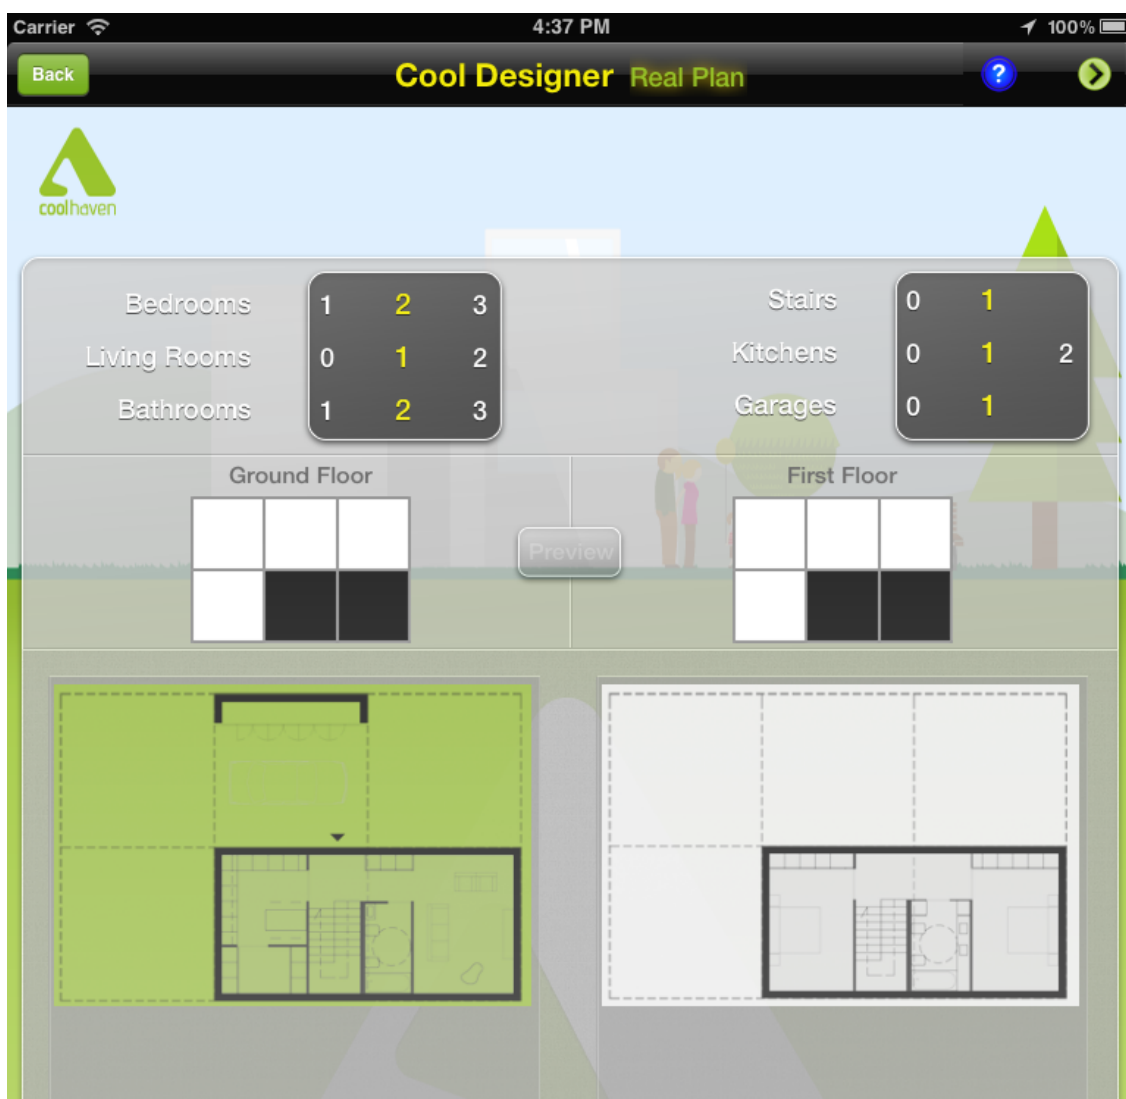 Carrier 4:37 PM 100%
Back Cool Designer Real Plan ?
coolhaven
Bedrooms 1 2 3
Living Rooms 0 1 2
Bathrooms 1 2 3
Stairs 0 1
Kitchens 0 1 2
Garages 0 1
Ground Floor
First Floor
Preview